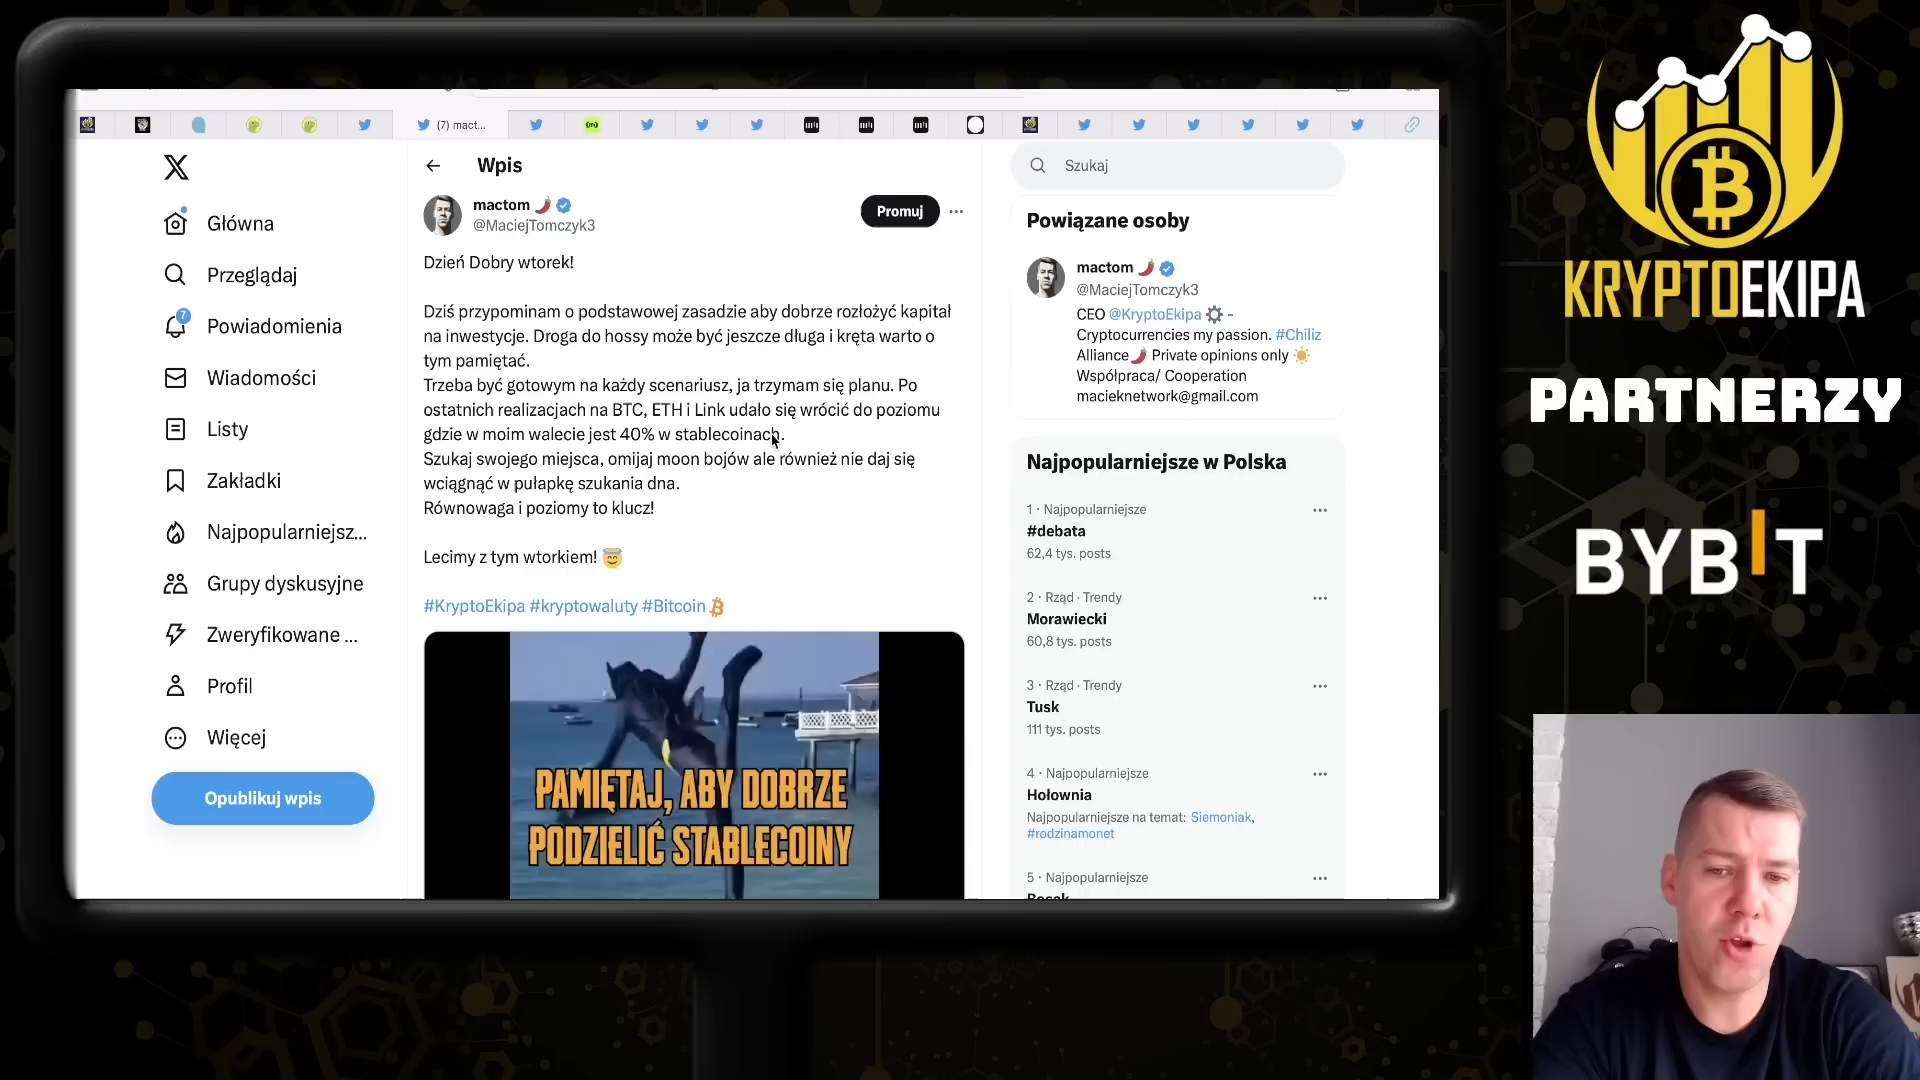 (7) mact...
Wpis
Szukaj
Główna
Przeglądaj
7
Powiadomienia
Wiadomości
Listy
Zakładki
Najpopularniejsz...
Grupy dyskusyjne
Zweryfikowane ...
Profil
Więcej
Opublikuj wpis
mactom
@MaciejTomczyk3
Promuj
Dzień Dobry wtorek!
Dziś przypominam o podstawowej zasadzie aby dobrze rozłożyć kapitał
na inwestycje. Droga do hossy może być jeszcze długa i kręta warto o
tym pamiętać.
Trzeba być gotowym na każdy scenariusz, ja trzymam się planu. Po
ostatnich realizacjach na BTC, ETH i Link udało się wrócić do poziomu
gdzie w moim walecie jest 40% w stablecoinach.
Szukaj swojego miejsca, omijaj moon bojów ale również nie daj się
wciągnąć w pułapkę szukania dna.
Równowaga i poziomy to klucz!
Lecimy z tym wtorkiem!
#KryptoEkipa #kryptowaluty #Bitcoin
PAMIĘTAJ, ABY DOBRZE
PODZIELIĆ STABLECOINY
Powiązane osoby
mactom
@MaciejTomczyk3
CEO @KryptoEkipa -
Cryptocurrencies my passion. #Chiliz
Alliance Private opinions only
Współpraca/ Cooperation
macieknetwork@gmail.com
Najpopularniejsze w Polska
1 · Najpopularniejsze
#debata
62,4 tys. posts
2 · Rząd · Trendy
Morawiecki
60,8 tys. posts
3 · Rząd · Trendy
Tusk
111 tys. posts
4 · Najpopularniejsze
Hołownia
Najpopularniejsze na temat: Siemoniak,
#rodzinamonet
5 · Najpopularniejsze
Bosak
KRYPTOEKIPA
PARTNERZY
BYBIT